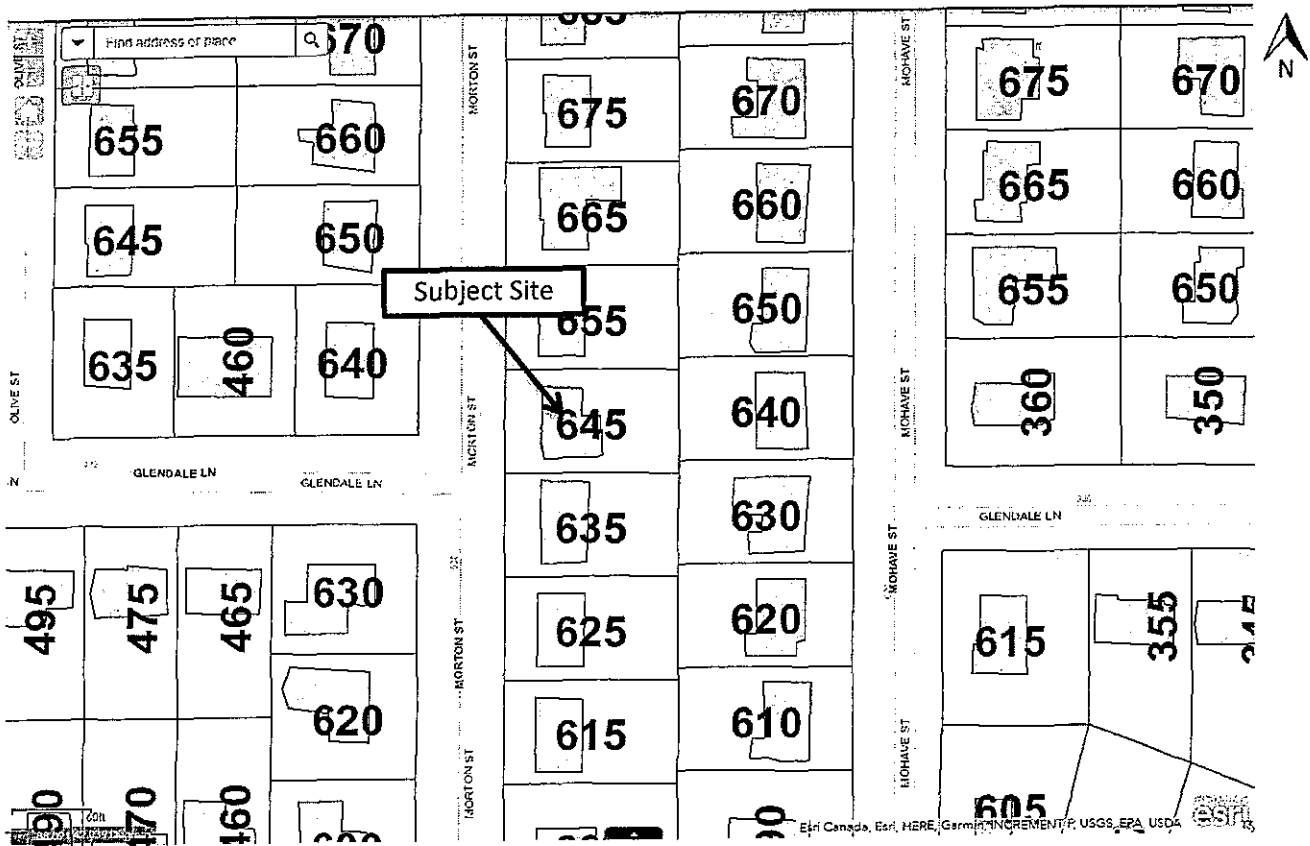 OLIVE ST
Find address or place
670
MORTON ST
675
670
MOHAVE ST
675
670
N
655
660
665
660
665
660
645
650
Subject Site
655
650
655
650
635
460
640
645
640
360
350
OLIVE ST
MORTON ST
MOHAVE ST
GLENDALE LN
GLENDALE LN
635
630
GLENDALE LN
495
475
465
630
625
620
MOHAVE ST
615
355
345
MORTON ST
620
615
610
MORTON ST
MOHAVE ST
605
Esri Canada, Esri, HERE, Garmin, INCREMENT P, USGS, EPA, USDA
esri